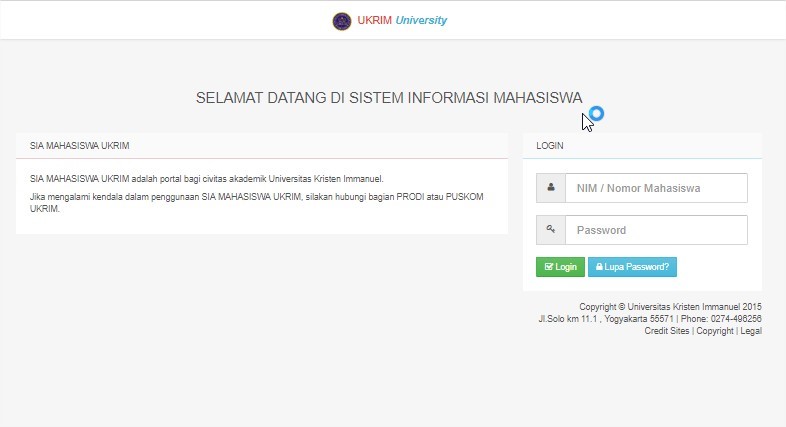 UKRIM University
SELAMAT DATANG DI SISTEM INFORMASI MAHASISWA
SIA MAHASISWA UKRIM
SIA MAHASISWA UKRIM adalah portal bagi civitas akademik Universitas Kristen Immanuel.
Jika mengalami kendala dalam penggunaan SIA MAHASISWA UKRIM, silakan hubungi bagian PRODI atau PUSKOM
UKRIM.
LOGIN
NIM / Nomor Mahasiswa
Password
Login Lupa Password?
Copyright © Universitas Kristen Immanuel 2015
Jl.Solo km 11.1 , Yogyakarta 55571 | Phone: 0274-496256
Credit Sites | Copyright | Legal